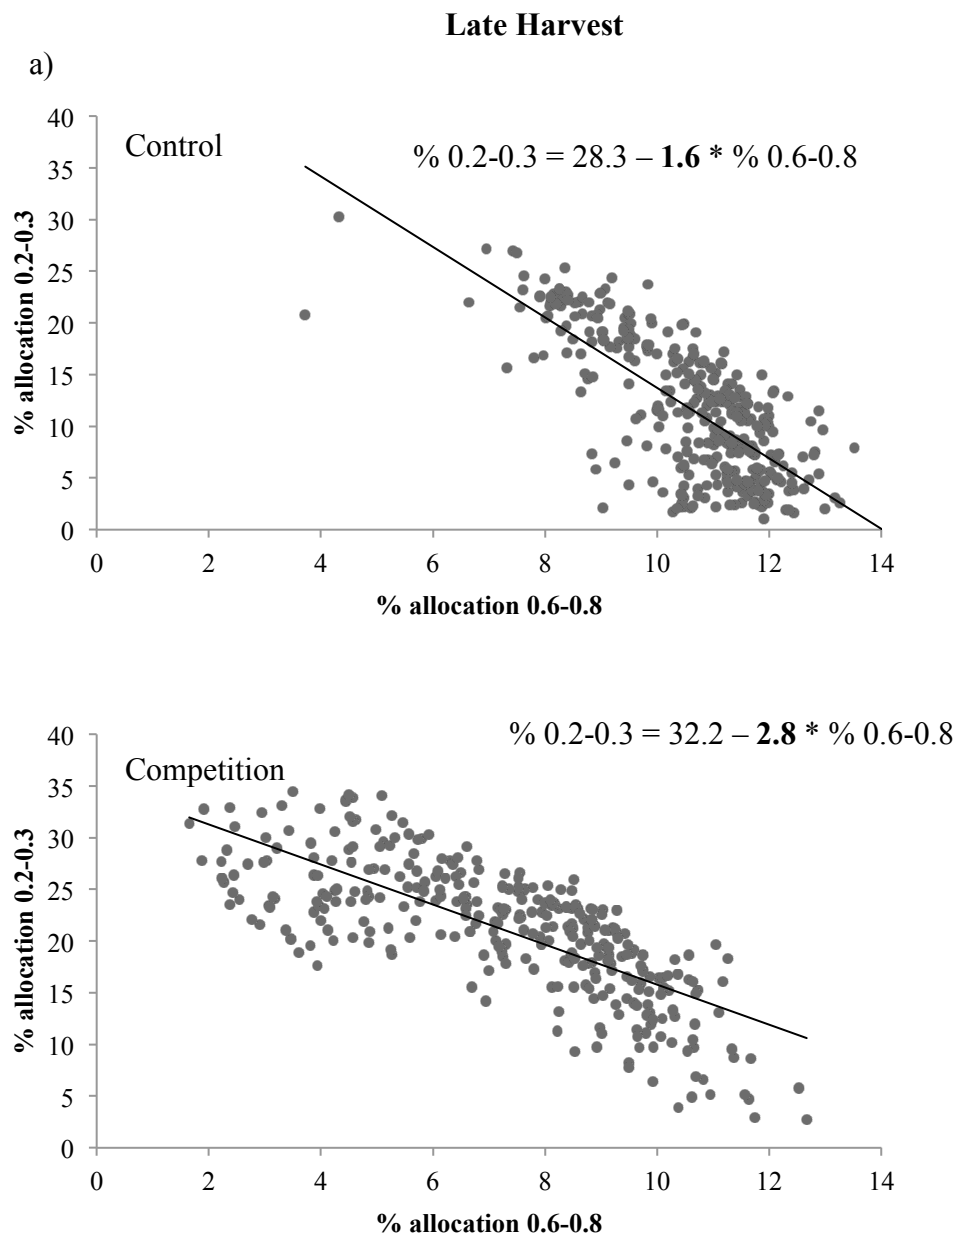 Late Harvest
a)
Control
% 0.2-0.3 = 28.3 – 1.6 * % 0.6-0.8
% allocation 0.2-0.3
40
35
30
25
20
15
10
5
0
0 2 4 6 8 10 12 14
% allocation 0.6-0.8
% 0.2-0.3 = 32.2 – 2.8 * % 0.6-0.8
Competition
% allocation 0.2-0.3
40
35
30
25
20
15
10
5
0
0 2 4 6 8 10 12 14
% allocation 0.6-0.8